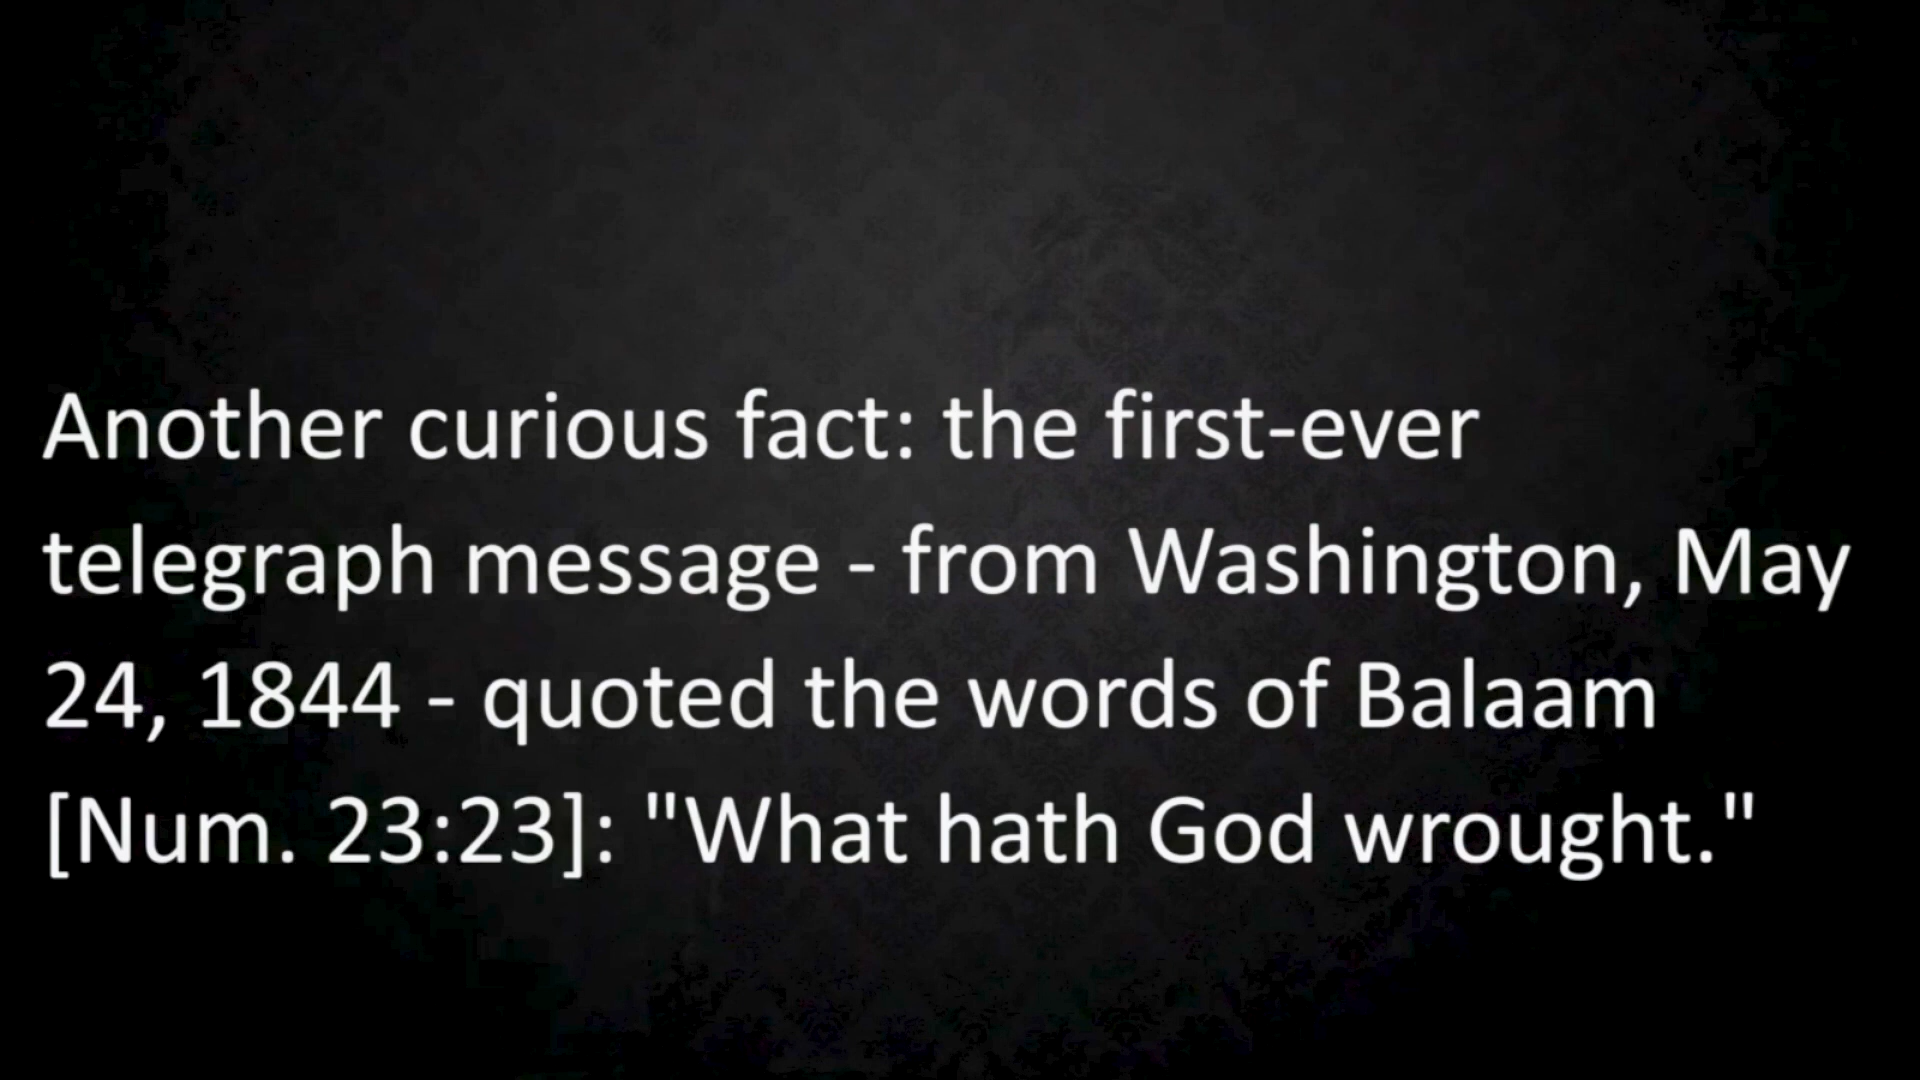 Another curious fact: the first-ever
telegraph message - from Washington, May
24, 1844 - quoted the words of Balaam
[Num. 23:23]: "What hath God wrought."